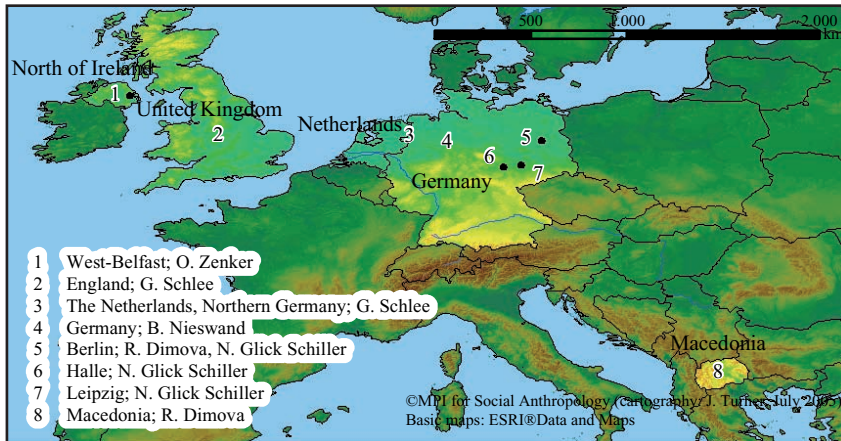 0 500 1.000 2.000
km
North of Ireland
1
United Kingdom
2
Netherlands
3 4 5
6 7
Germany
1 West-Belfast; O. Zenker
2 England; G. Schlee
3 The Netherlands, Northern Germany; G. Schlee
4 Germany; B. Nieswand
5 Berlin; R. Dimova, N. Glick Schiller
6 Halle; N. Glick Schiller
7 Leipzig; N. Glick Schiller
8 Macedonia; R. Dimova
Macedonia
8
©MPI for Social Anthropology (cartography: J. Turner, July 2005)
Basic maps: ESRI®Data and Maps